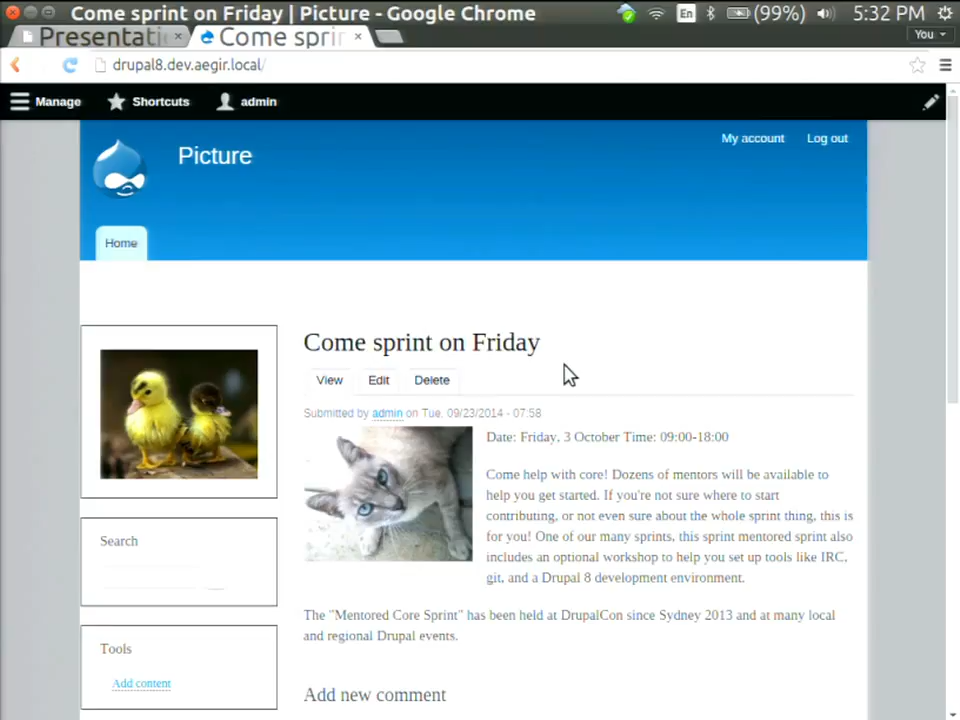 Come sprint on Friday | Picture - Google Chrome
En
(99%)
5:32 PM
Presentati
Come sprin
You
drupal8.dev.aegir.local/
Manage
Shortcuts
admin
Picture
My account
Log out
Home
Come sprint on Friday
View
Edit
Delete
Submitted by admin on Tue, 09/23/2014 - 07:58
Date: Friday, 3 October Time: 09:00-18:00
Come help with core! Dozens of mentors will be available to
help you get started. If you're not sure where to start
contributing, or not even sure about the whole sprint thing, this is
for you! One of our many sprints, this sprint mentored sprint also
includes an optional workshop to help you set up tools like IRC,
git, and a Drupal 8 development environment.
The "Mentored Core Sprint" has been held at DrupalCon since Sydney 2013 and at many local
and regional Drupal events.
Add new comment
Search
Tools
Add content